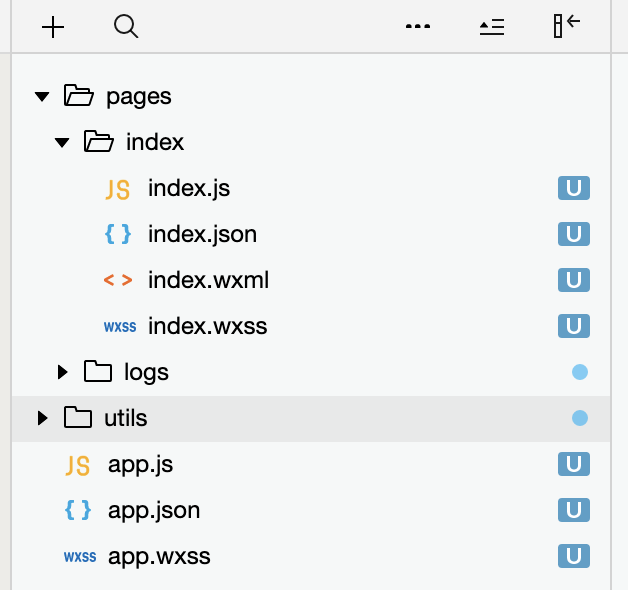 pages
index
JS index.js U
{ } index.json U
< > index.wxml U
wxss index.wxss U
logs
utils
JS app.js U
{ } app.json U
wxss app.wxss U